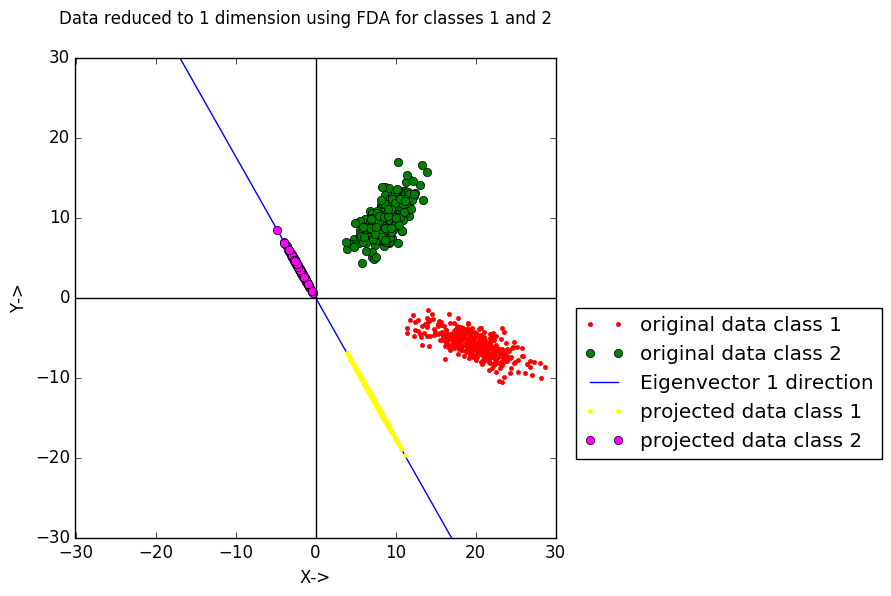 Data reduced to 1 dimension using FDA for classes 1 and 2
30
20
10
0
−10
−20
−30
Y->
−30 −20 −10 0 10 20 30
X->
original data class 1
original data class 2
Eigenvector 1 direction
projected data class 1
projected data class 2